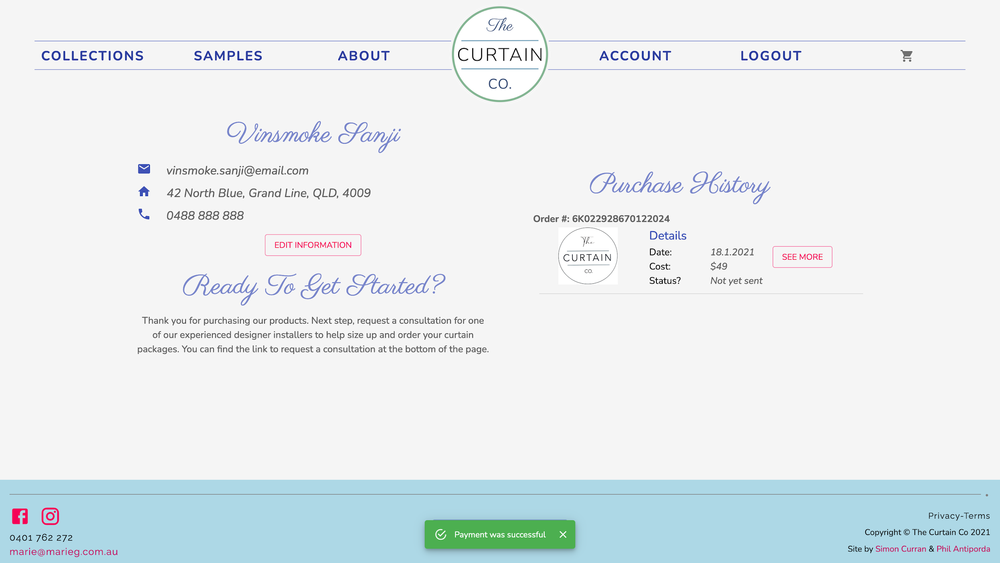 The
CURTAIN
CO.
COLLECTIONS SAMPLES ABOUT ACCOUNT LOGOUT
Vinsmoke Sanji
vinsmoke.sanji@email.com
42 North Blue, Grand Line, QLD, 4009
0488 888 888
EDIT INFORMATION
Ready To Get Started?
Thank you for purchasing our products. Next step, request a consultation for one
of our experienced designer installers to help size up and order your curtain
packages. You can find the link to request a consultation at the bottom of the page.
Purchase History
Order #: 6K022928670122024
The
CURTAIN
CO.
Details
Date: 18.1.2021
Cost: $49
Status? Not yet sent
SEE MORE
0401 762 272
marie@marieg.com.au
Payment was successful
Privacy-Terms
Copyright © The Curtain Co 2021
Site by Simon Curran & Phil Antiporda